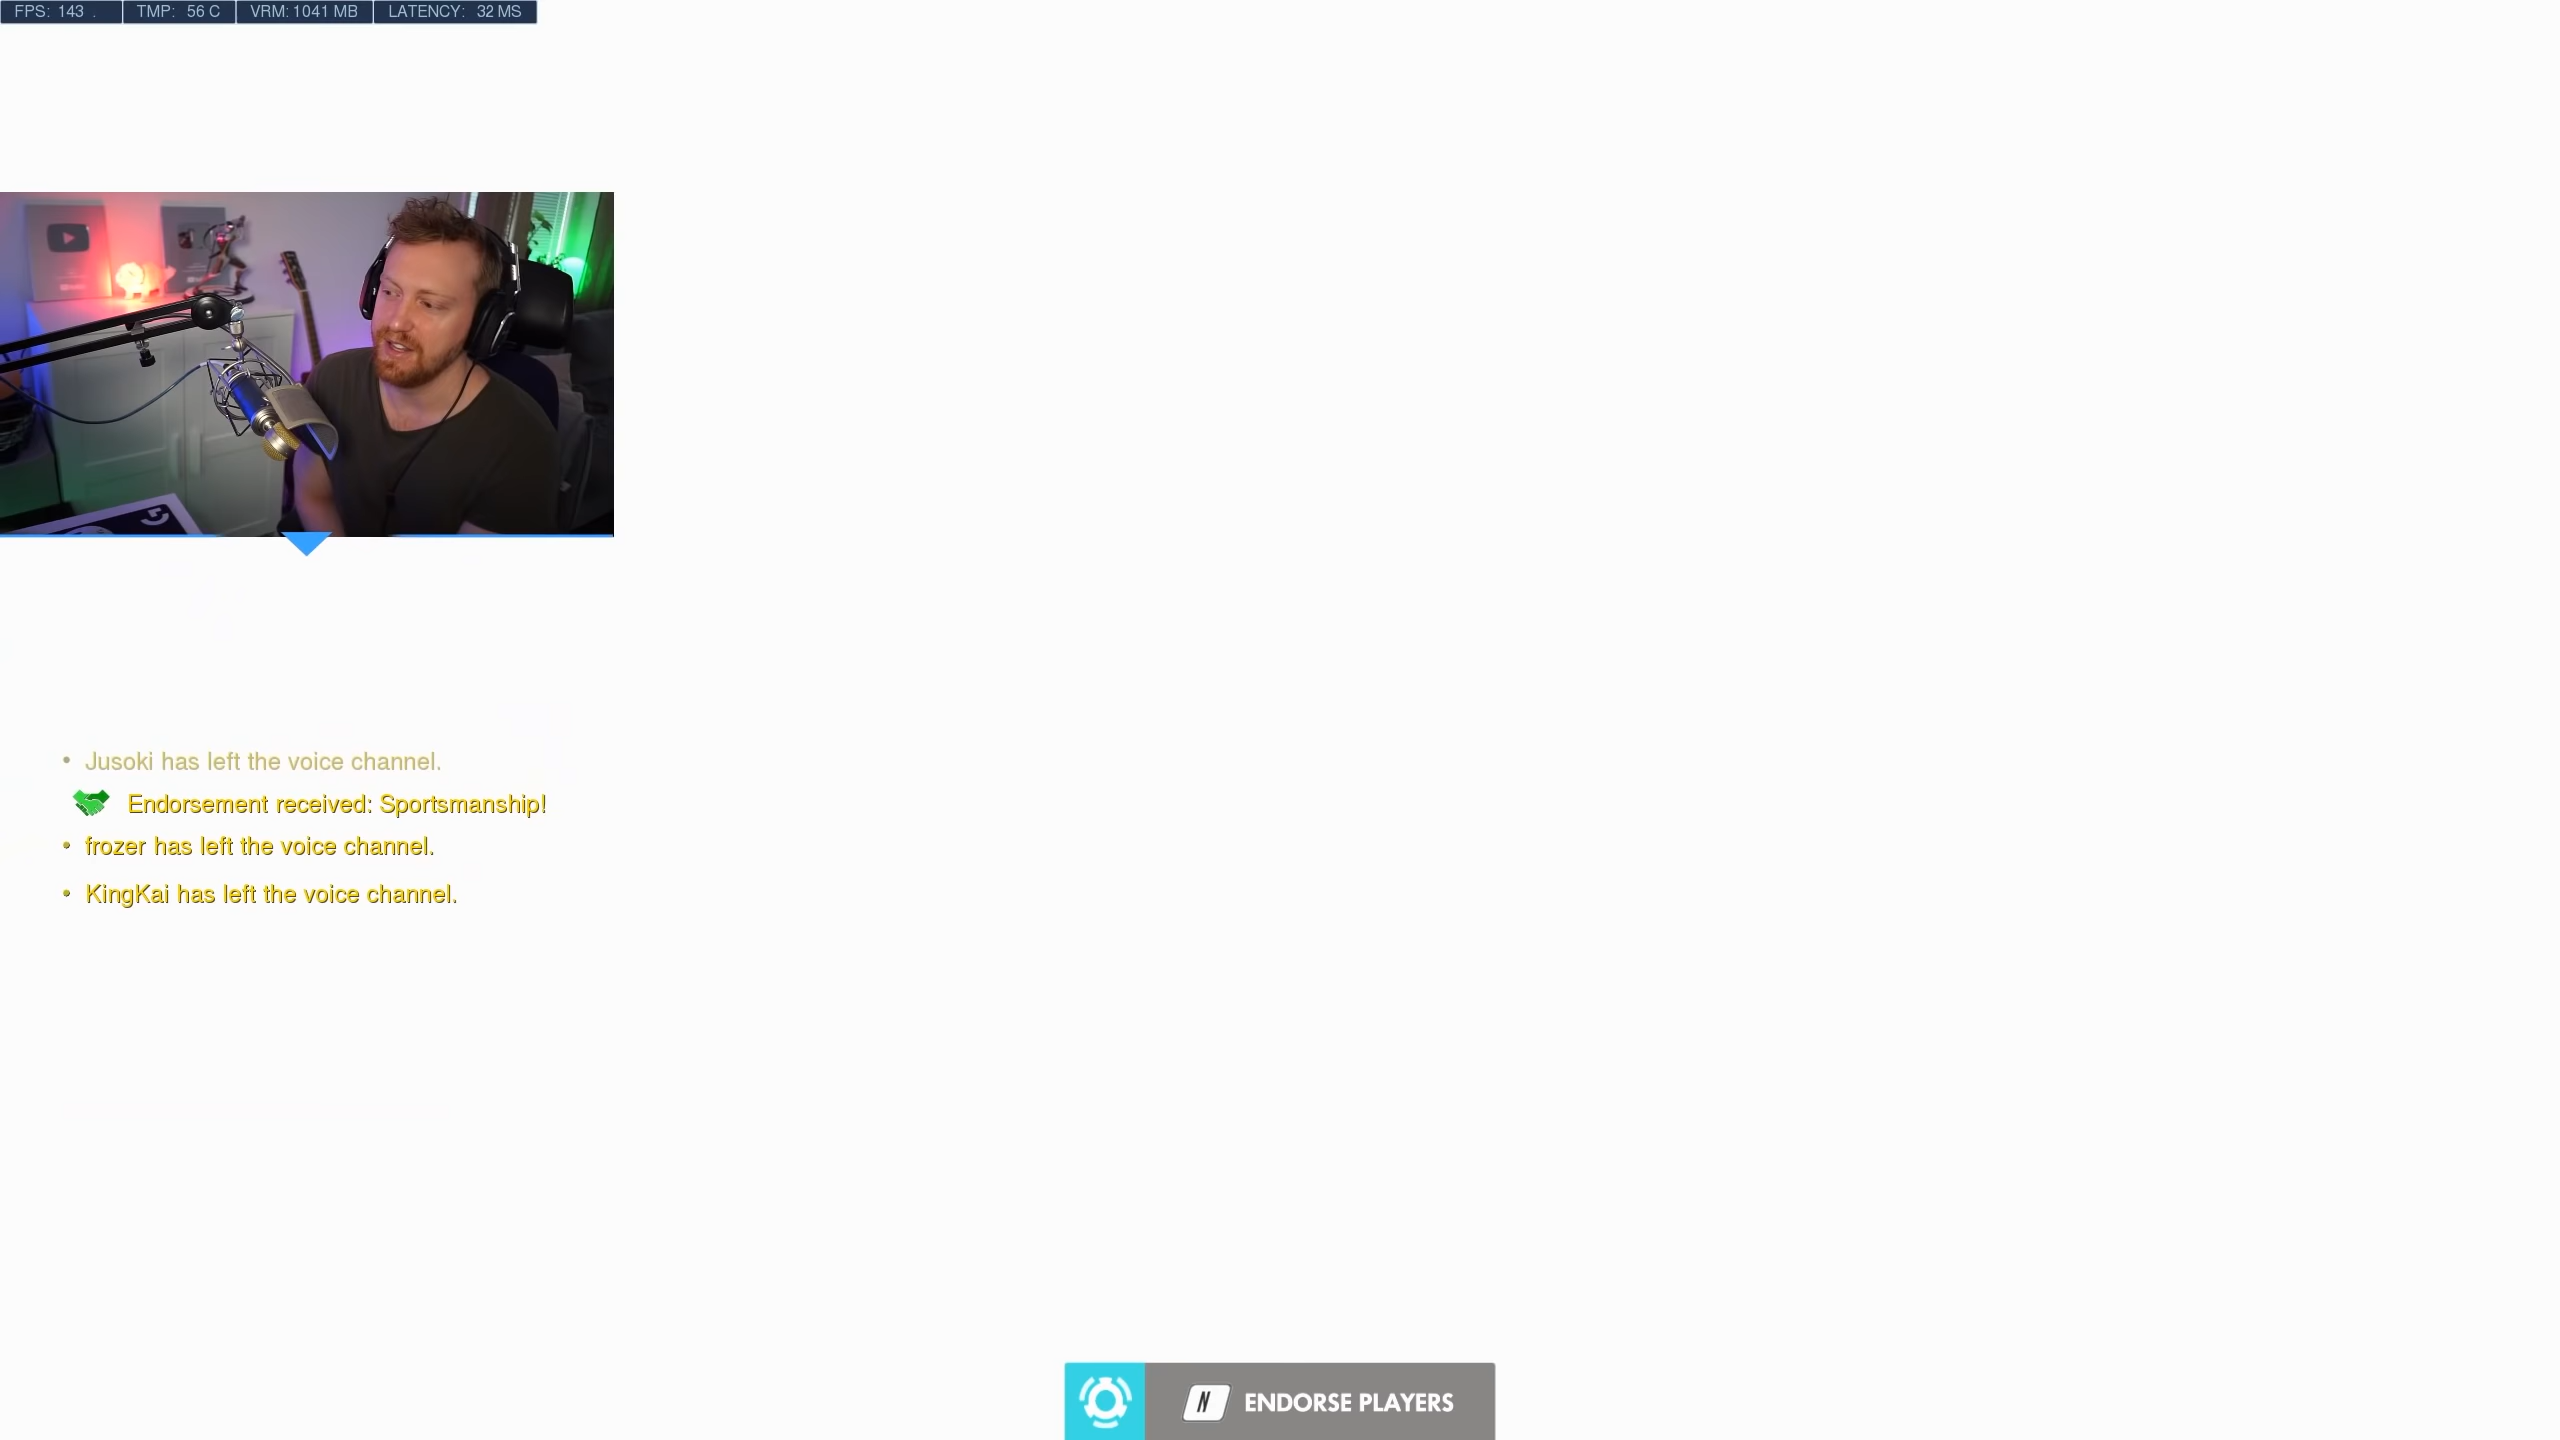 FPS: 143 . TMP: 56 C VRM: 1041 MB LATENCY: 32 MS
• Jusoki has left the voice channel.
Endorsement received: Sportsmanship!
• frozer has left the voice channel.
• KingKai has left the voice channel.
N ENDORSE PLAYERS